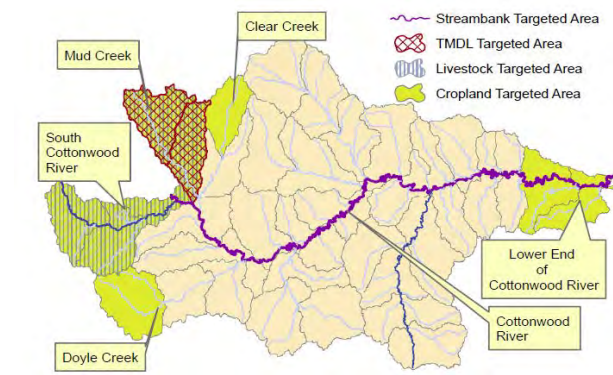 Clear Creek
Streambank Targeted Area
TMDL Targeted Area
Livestock Targeted Area
Cropland Targeted Area
Mud Creek
South
Cottonwood
River
Lower End
of
Cottonwood River
Cottonwood
River
Doyle Creek